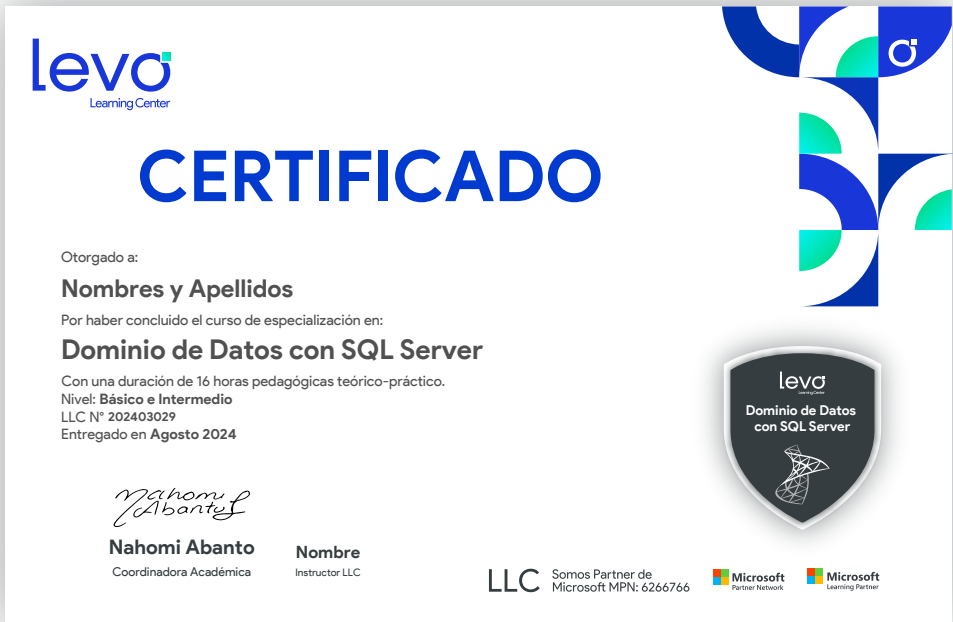 levo
Learning Center
CERTIFICADO
Otorgado a:
Nombres y Apellidos
Por haber concluido el curso de especialización en:
Dominio de Datos con SQL Server
Con una duración de 16 horas pedagógicas teórico-práctico.
Nivel: Básico e Intermedio
LLC N° 202403029
Entregado en Agosto 2024
levo
Learning Center
Dominio de Datos
con SQL Server
Nahomi
Abanto
Nahomi Abanto
Coordinadora Académica
Nombre
Instructor LLC
LLC
Somos Partner de
Microsoft MPN: 6266766
Microsoft
Partner Network
Microsoft
Learning Partner